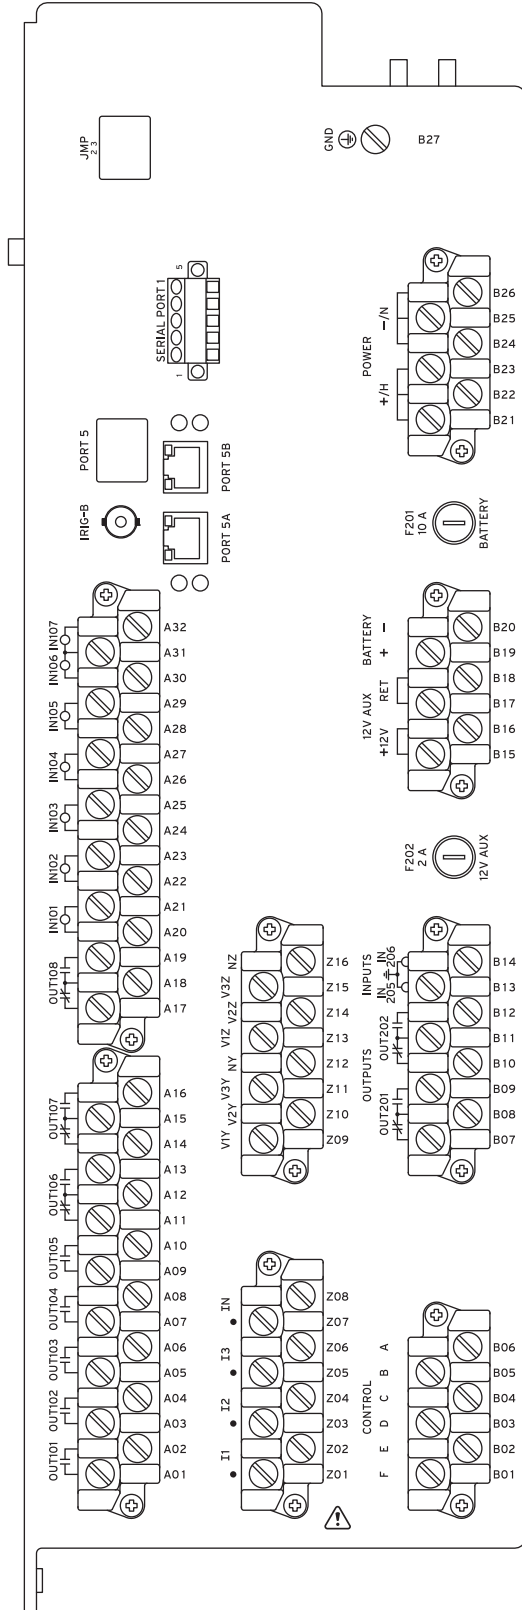 JMP
2 3
GND
B27
SERIAL PORT 1
1
5
POWER
+/H
−/N
B26
B25
B24
B23
B22
B21
PORT 5
IRIG-B
PORT 5B
PORT 5A
F201
10 A
BATTERY
IN101
IN102
IN103
IN104
IN105
IN106
IN107
OUT108
A32
A31
A30
A29
A28
A27
A26
A25
A24
A23
A22
A21
A20
A19
A18
A17
12V AUX
BATTERY
+12V
RET
+
−
B20
B19
B18
B17
B16
B15
F202
2 A
12V AUX
V1Y
V2Y
V3Y
NY
V1Z
V2Z
V3Z
NZ
Z16
Z15
Z14
Z13
Z12
Z11
Z10
Z09
OUTPUTS
INPUTS
OUT201
OUT202
IN
205
IN
206
B14
B13
B12
B11
B10
B09
B08
B07
OUT101
OUT102
OUT103
OUT104
OUT105
OUT106
OUT107
A16
A15
A14
A13
A12
A11
A10
A09
A08
A07
A06
A05
A04
A03
A02
A01
I1
I2
I3
IN
Z08
Z07
Z06
Z05
Z04
Z03
Z02
Z01
CONTROL
F
E
D
C
B
A
B06
B05
B04
B03
B02
B01